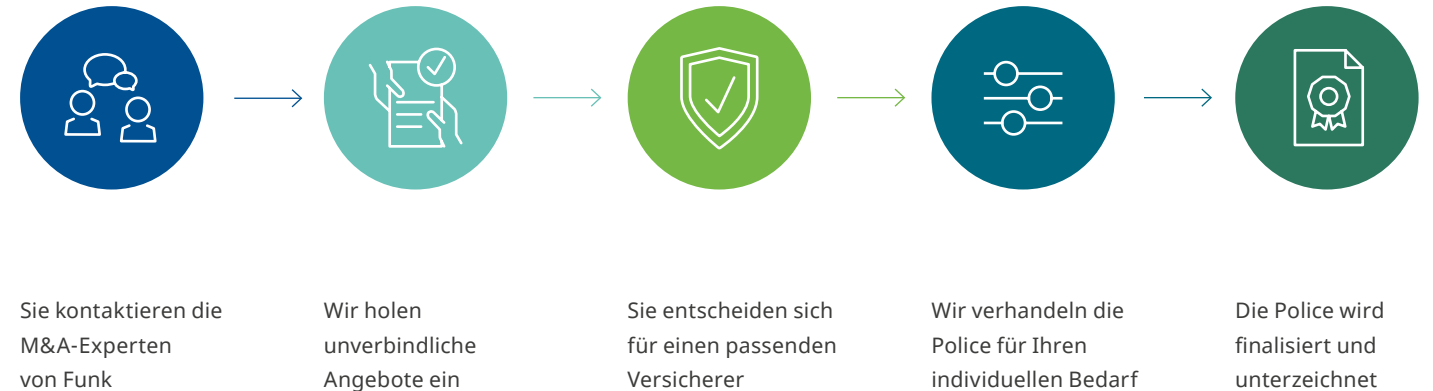 Sie kontaktieren die
M&A-Experten
von Funk
Wir holen
unverbindliche
Angebote ein
Sie entscheiden sich
für einen passenden
Versicherer
Wir verhandeln die
Police für Ihren
individuellen Bedarf
Die Police wird
finalisiert und
unterzeichnet